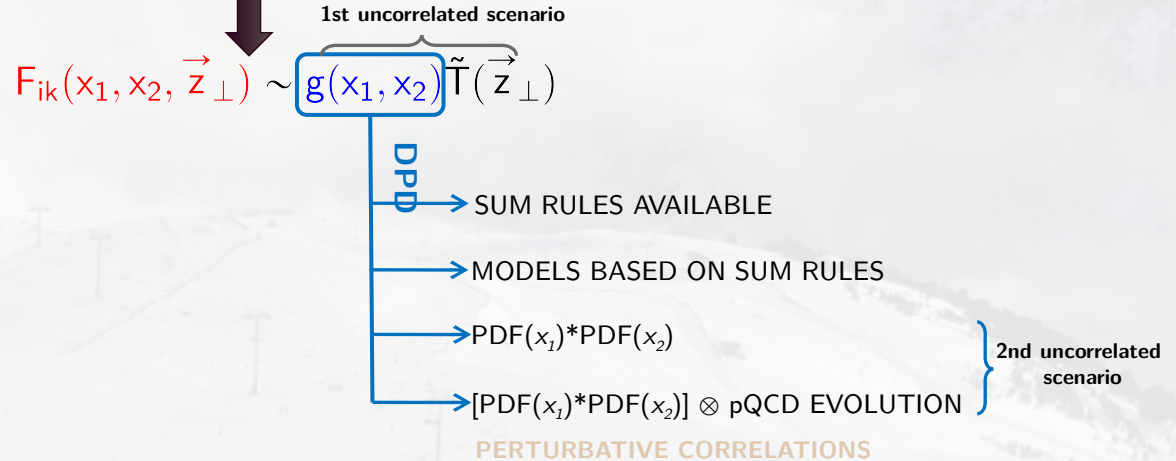 1st uncorrelated scenario
F_ik(x₁, x₂, z⃗_⊥) ~ g(x₁, x₂)T̃(z⃗_⊥)
DPD
SUM RULES AVAILABLE
MODELS BASED ON SUM RULES
PDF(x₁)*PDF(x₂)
2nd uncorrelated
scenario
[PDF(x₁)*PDF(x₂)] ⊗ pQCD EVOLUTION
PERTURBATIVE CORRELATIONS